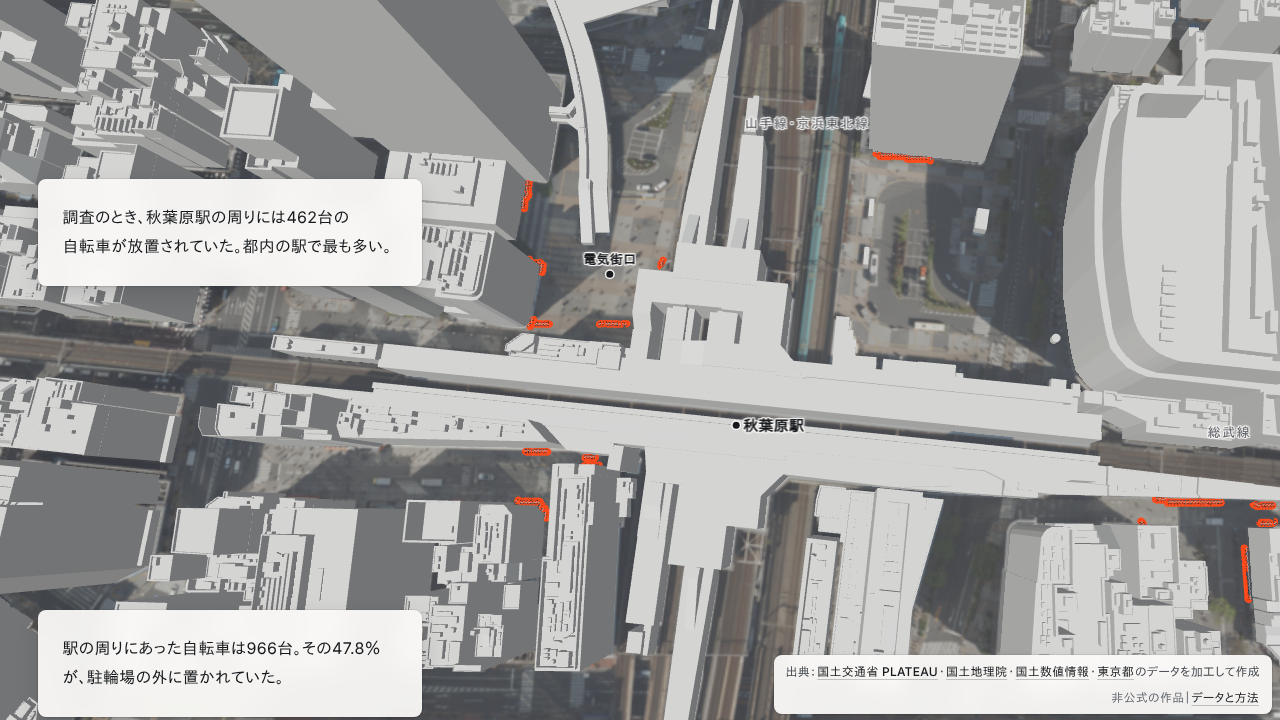 山手線・京浜東北線
調査のとき、秋葉原駅の周りには462台の
自転車が放置されていた。都内の駅で最も多い。
電気街口
秋葉原駅
総武線
駅の周りにあった自転車は966台。その47.8%
が、駐輪場の外に置かれていた。
出典：国土交通省 PLATEAU・国土地理院・国土数値情報・東京都のデータを加工して作成
非公式の作品 | データと方法